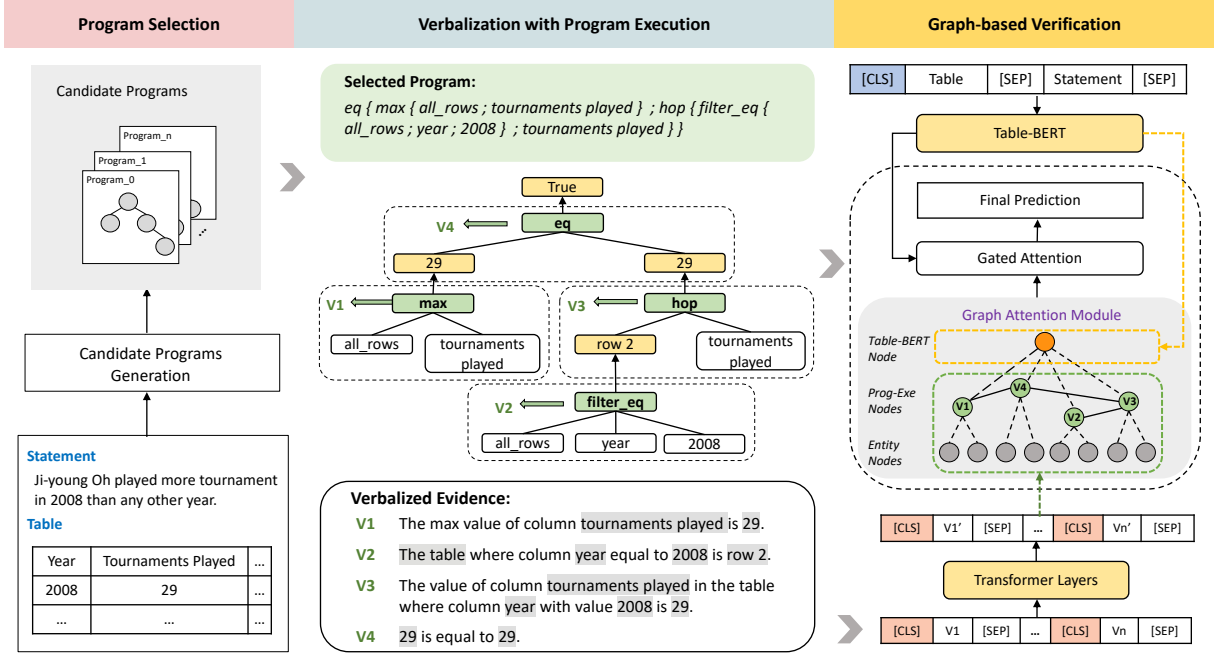 Program Selection
Verbalization with Program Execution
Graph-based Verification
Candidate Programs
Program_n
Program_1
Program_0
...
Candidate Programs
Generation
Statement
Ji-young Oh played more tournament
in 2008 than any other year.
Table
Year Tournaments Played ...
2008 29 ...
... ... ...
Selected Program:
eq { max { all_rows ; tournaments played } ; hop { filter_eq {
all_rows ; year ; 2008 } ; tournaments played } }
True
V4 eq
29 29
V1 max
V3 hop
all_rows
tournaments
played
row 2
tournaments
played
V2 filter_eq
all_rows year 2008
Verbalized Evidence:
V1 The max value of column tournaments played is 29.
V2 The table where column year equal to 2008 is row 2.
V3 The value of column tournaments played in the table
where column year with value 2008 is 29.
V4 29 is equal to 29.
[CLS] Table [SEP] Statement [SEP]
Table-BERT
Final Prediction
Gated Attention
Graph Attention Module
Table-BERT
Node
Prog-Exe
Nodes
V1 V4 V2 V3
Entity
Nodes
[CLS] V1' [SEP] ... [CLS] Vn' [SEP]
Transformer Layers
[CLS] V1 [SEP] ... [CLS] Vn [SEP]